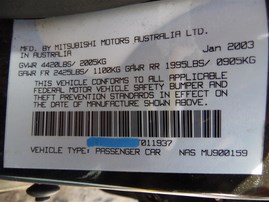 MFD. BY MITSUBISHI MOTORS AUSTRALIA LTD.
IN AUSTRALIA Jan 2003
GVWR 4420LBS/ 2005KG
GAWR FR 2425LBS/ 1100KG GAWR RR 1995LBS/ 0905KG
THIS VEHICLE CONFORMS TO ALL APPLICABLE
FEDERAL MOTOR VEHICLE SAFETY BUMPER AND
THEFT PREVENTION STANDARDS IN EFFECT ON
THE DATE OF MANUFACTURE SHOWN ABOVE.
T011937
VEHICLE TYPE: PASSENGER CAR NAS MU900159